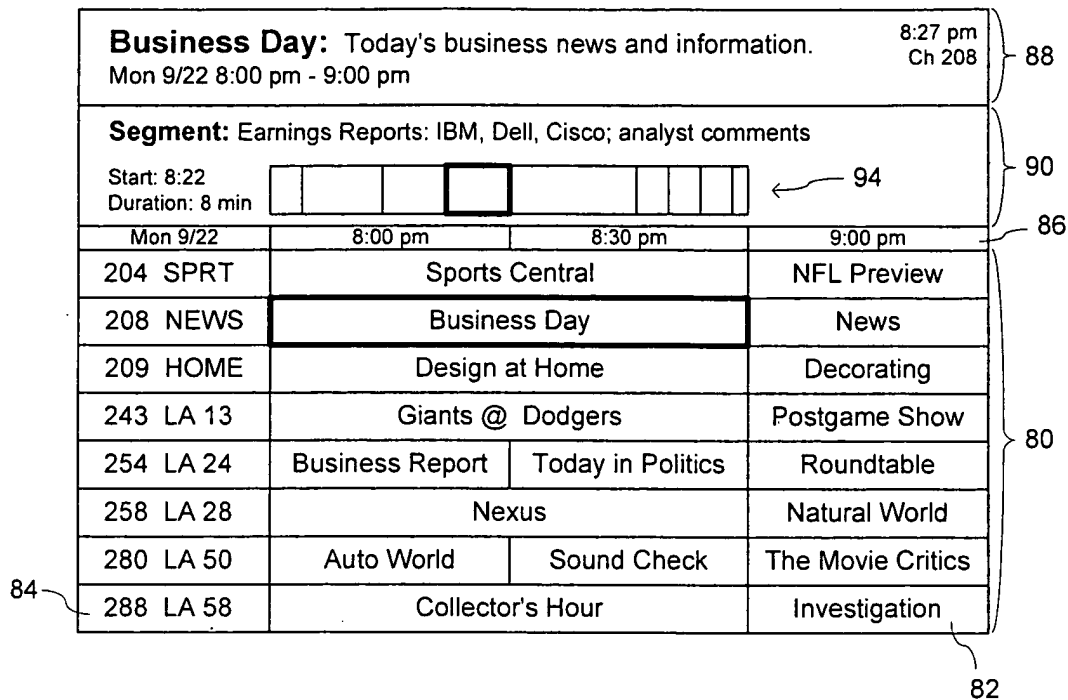 Business Day: Today's business news and information.
8:27 pm
Ch 208
Mon 9/22 8:00 pm - 9:00 pm
88
Segment: Earnings Reports: IBM, Dell, Cisco; analyst comments
Start: 8:22
Duration: 8 min
94
90
86
Mon 9/22 8:00 pm 8:30 pm 9:00 pm
204 SPRT Sports Central NFL Preview
208 NEWS Business Day News
209 HOME Design at Home Decorating
243 LA 13 Giants @ Dodgers Postgame Show
80
254 LA 24 Business Report Today in Politics Roundtable
258 LA 28 Nexus Natural World
280 LA 50 Auto World Sound Check The Movie Critics
84
288 LA 58 Collector's Hour Investigation
82